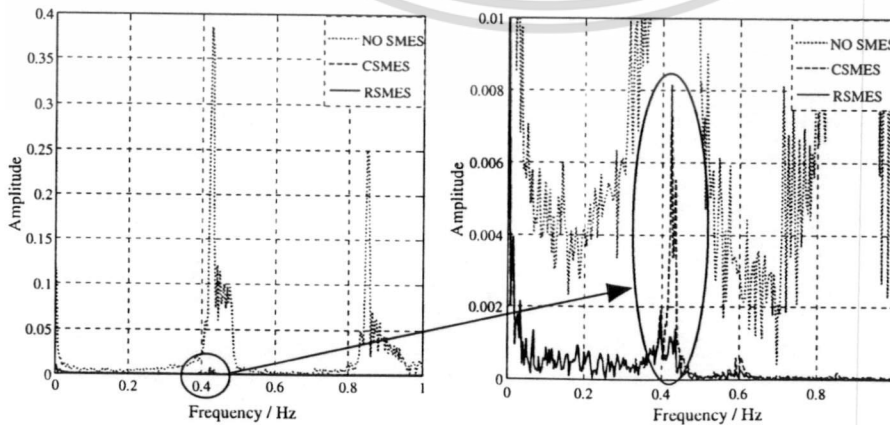 0.4
0.35
0.3
0.25
0.2
0.15
0.1
0.05
0
Amplitude
NO SMES
CSMES
RSMES
0 0.2 0.4 0.6 0.8 1
Frequency / Hz
0.01
0.008
0.006
0.004
0.002
0
Amplitude
NO SMES
CSMES
RSMES
0 0.2 0.4 0.6 0.8
Frequency / Hz